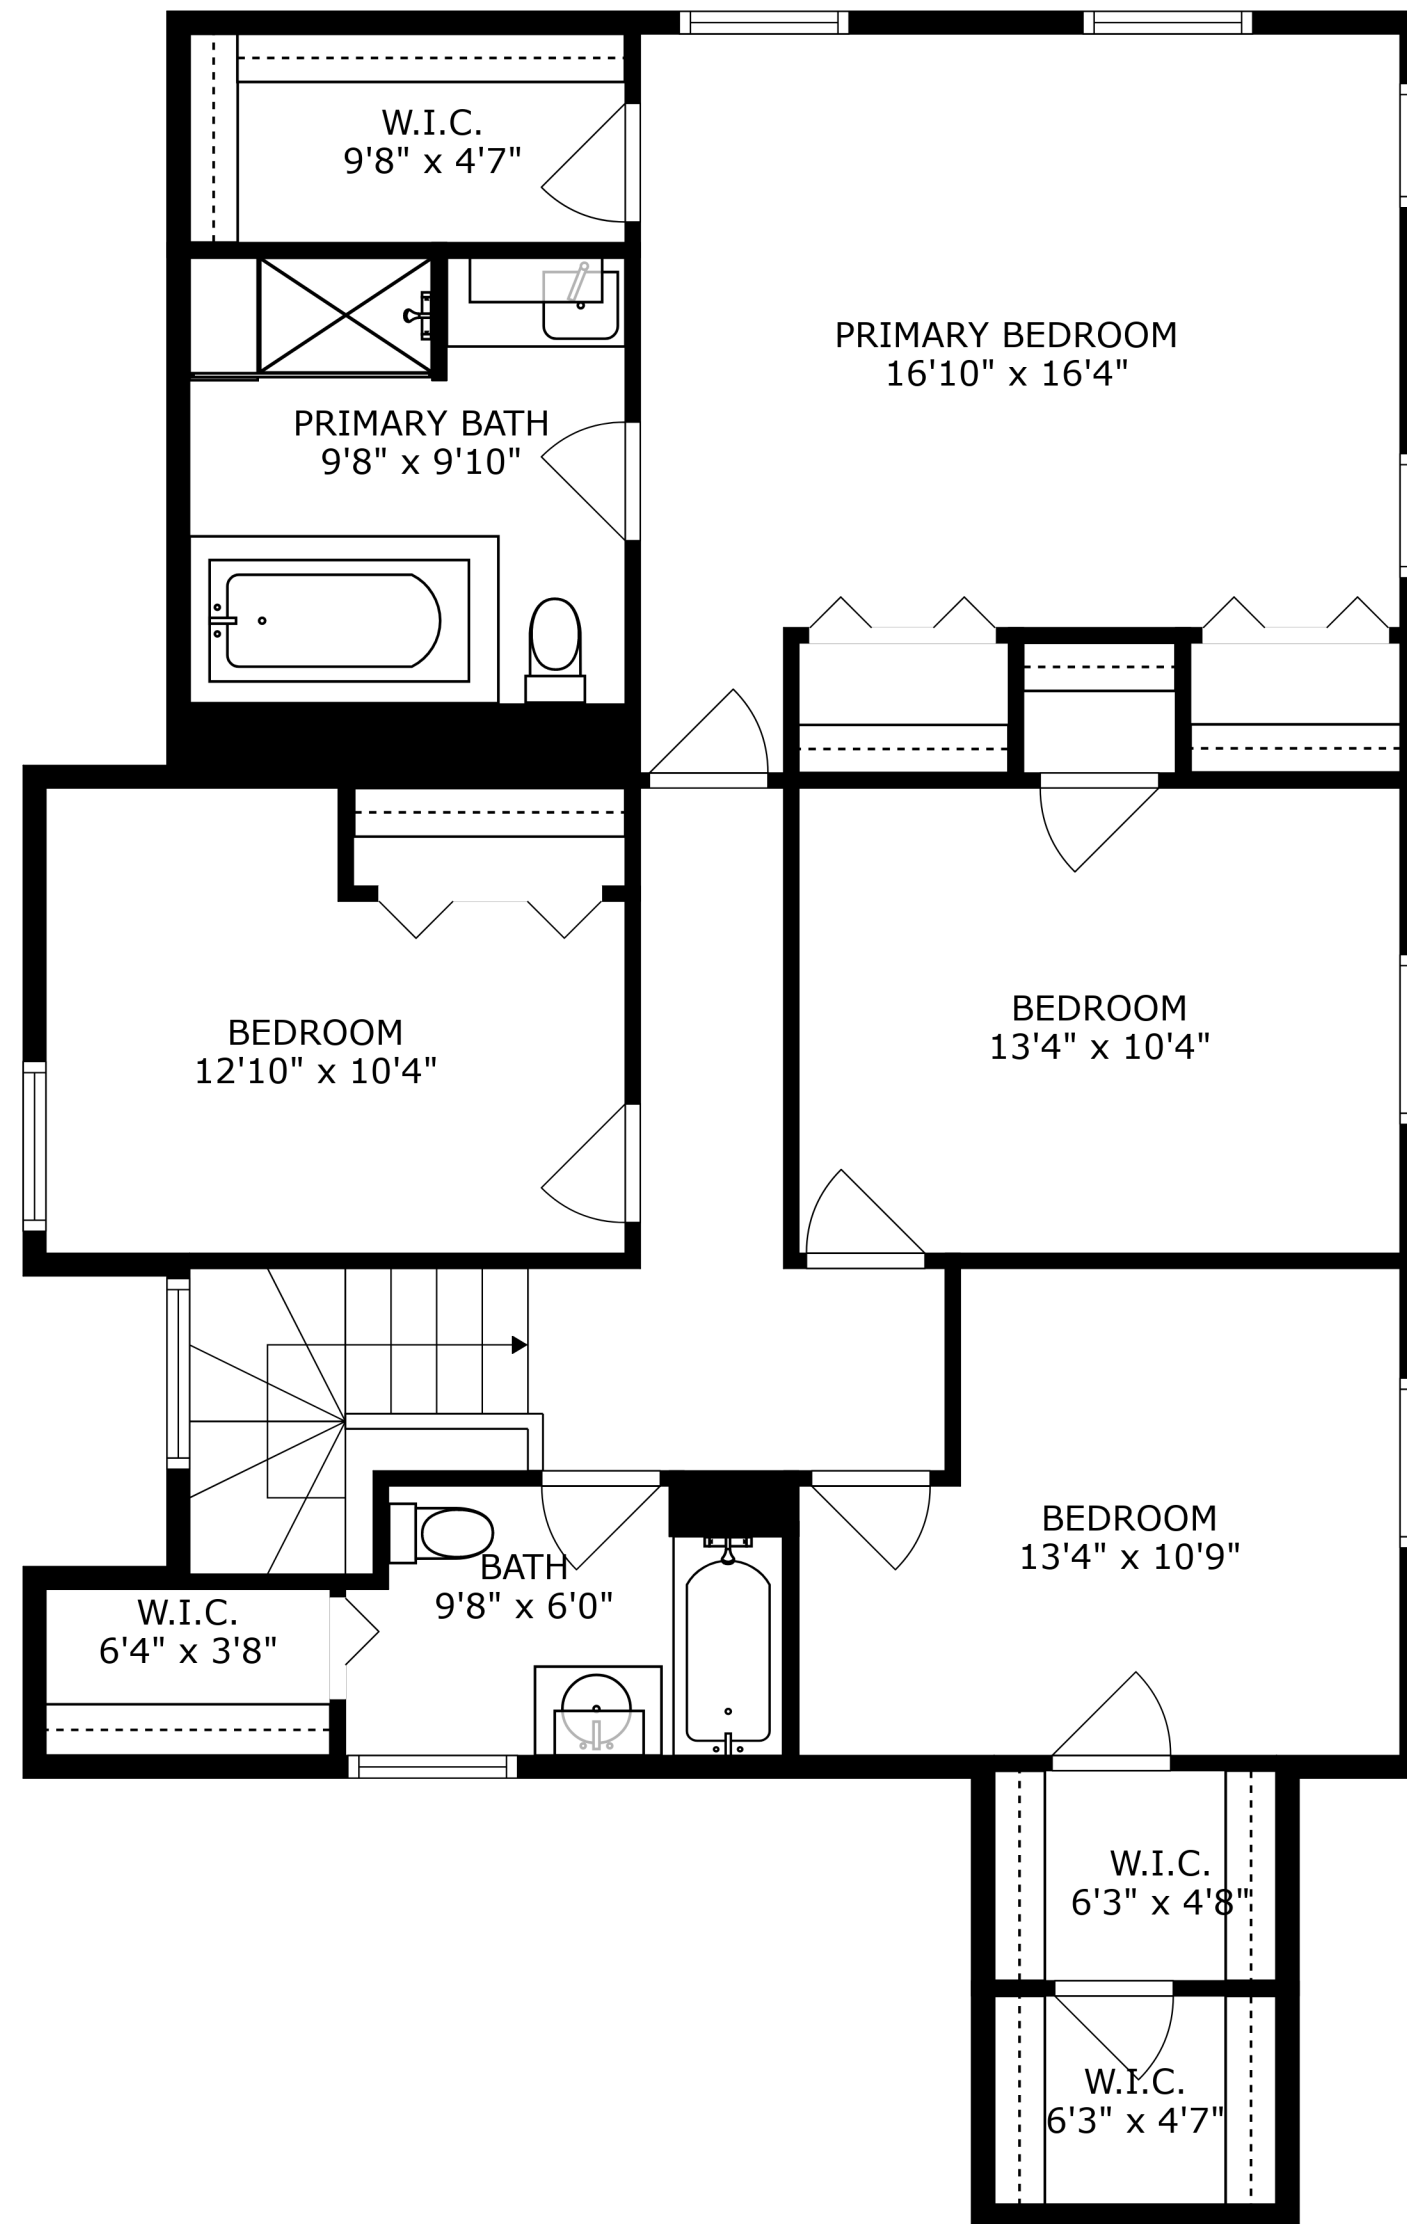 W.I.C.
9'8" x 4'7"
PRIMARY BEDROOM
16'10" x 16'4"
PRIMARY BATH
9'8" x 9'10"
BEDROOM
13'4" x 10'4"
BEDROOM
12'10" x 10'4"
BEDROOM
13'4" x 10'9"
BATH
9'8" x 6'0"
W.I.C.
6'4" x 3'8"
W.I.C.
6'3" x 4'8"
W.I.C.
6'3" x 4'7"